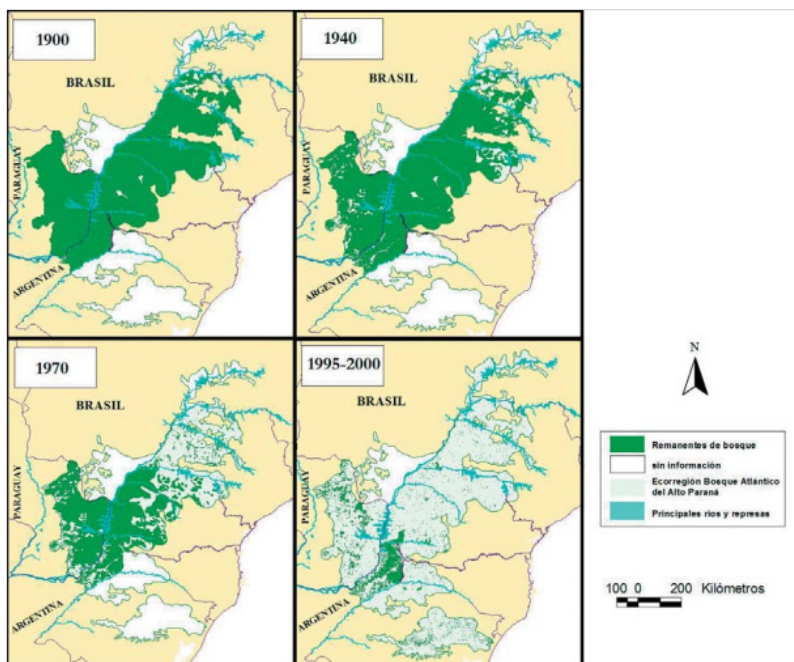 1900
BRASIL
PARAGUAY
ARGENTINA
1940
BRASIL
PARAGUAY
ARGENTINA
1970
BRASIL
PARAGUAY
ARGENTINA
1995-2000
BRASIL
PARAGUAY
ARGENTINA
N
Remanentes de bosque
sin información
Ecorregión Bosque Atlántico
del Alto Paraná
Principales ríos y represas
100 0 200 Kilómetros